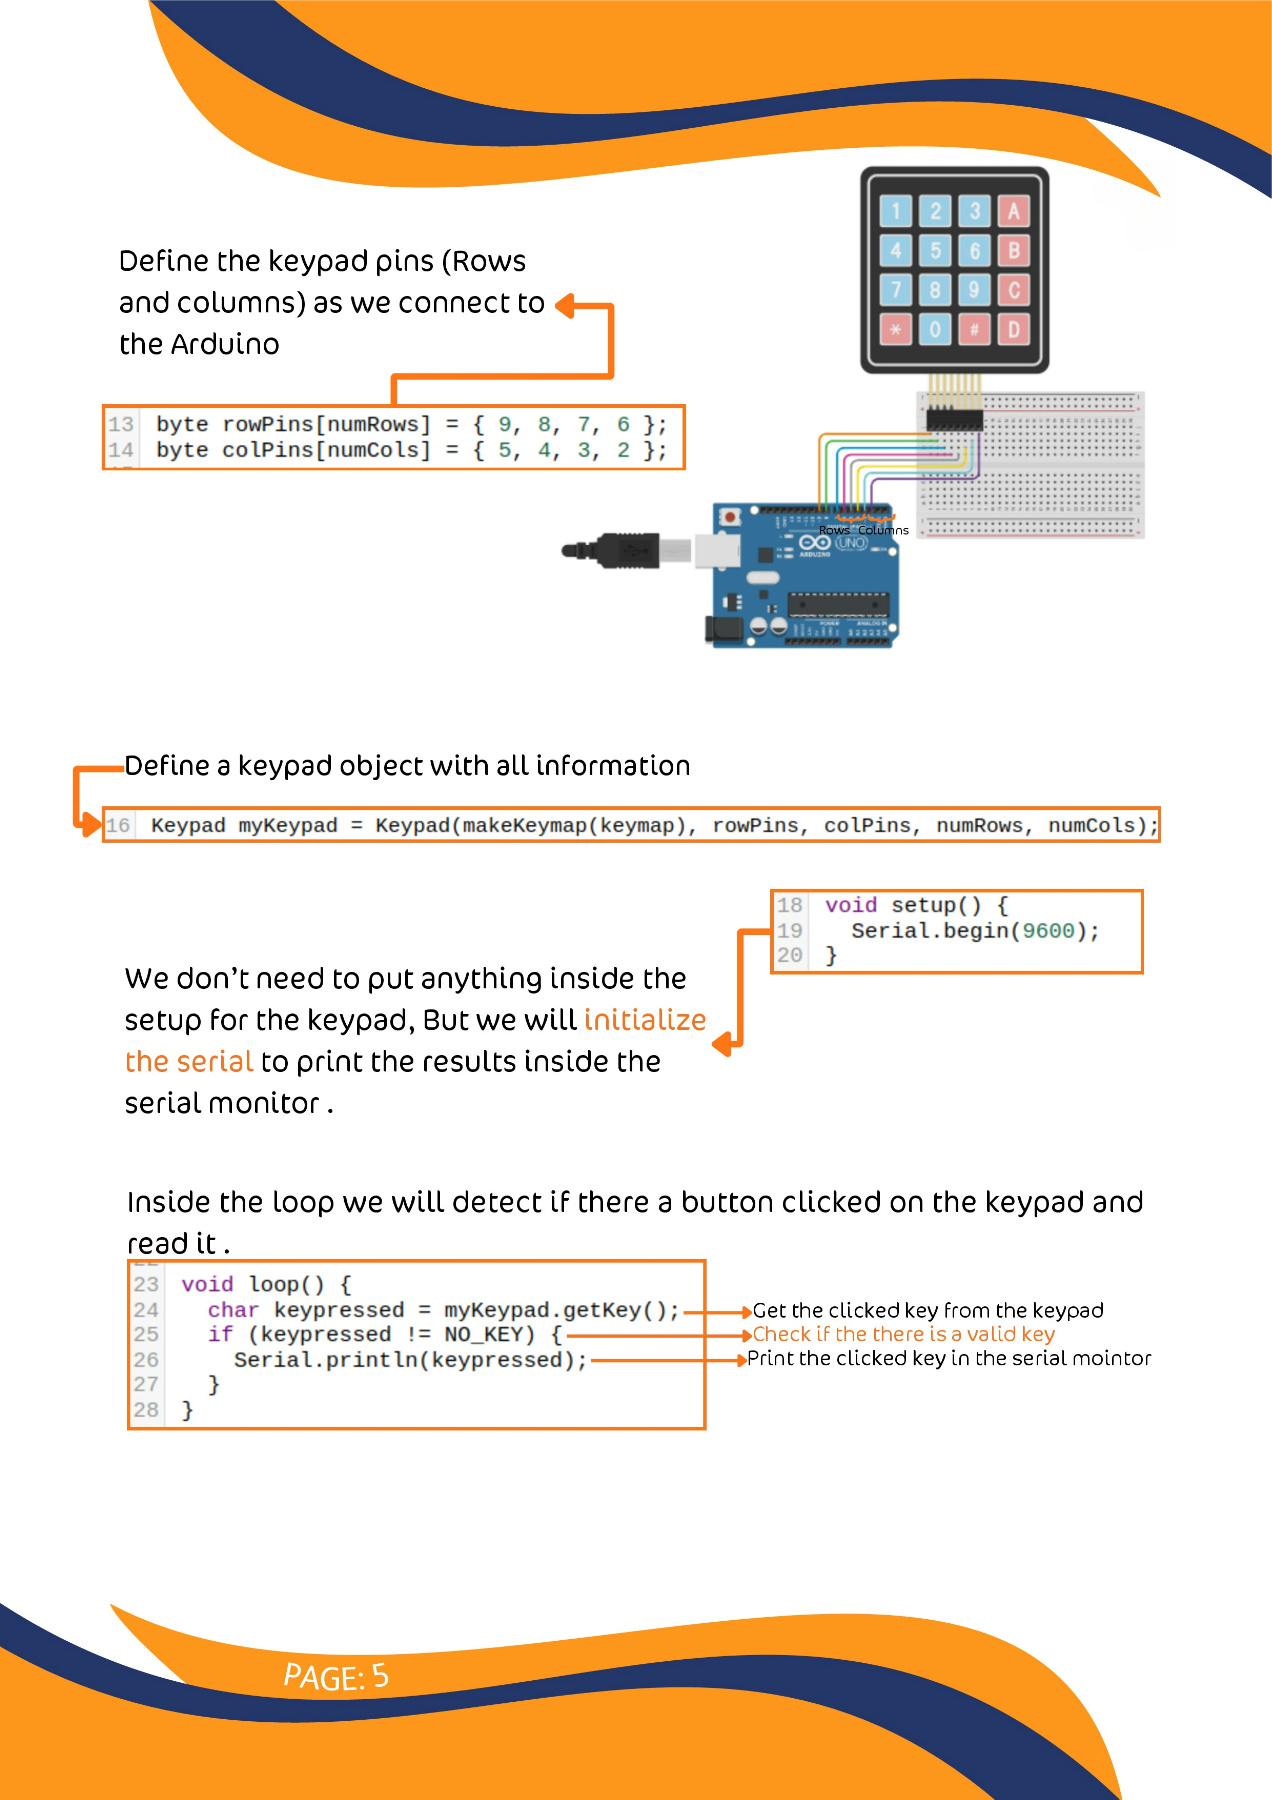 1 2 3 A
4 5 6 B
7 8 9 C
* 0 # D
Define the keypad pins (Rows
and columns) as we connect to
the Arduino
13 byte rowPins[numRows] = { 9, 8, 7, 6 };
14 byte colPins[numCols] = { 5, 4, 3, 2 };
Rows Columns
UNO
ARDUINO
POWER ANALOG IN
Define a keypad object with all information
16 Keypad myKeypad = Keypad(makeKeymap(keymap), rowPins, colPins, numRows, numCols);
18 void setup() {
19 Serial.begin(9600);
20 }
We don't need to put anything inside the
setup for the keypad, But we will initialize
the serial to print the results inside the
serial monitor .
Inside the loop we will detect if there a button clicked on the keypad and
read it .
23 void loop() {
24 char keypressed = myKeypad.getKey();
Get the clicked key from the keypad
25 if (keypressed != NO_KEY) {
Check if the there is a valid key
26 Serial.println(keypressed);
Print the clicked key in the serial mointor
27 }
28 }
PAGE: 5